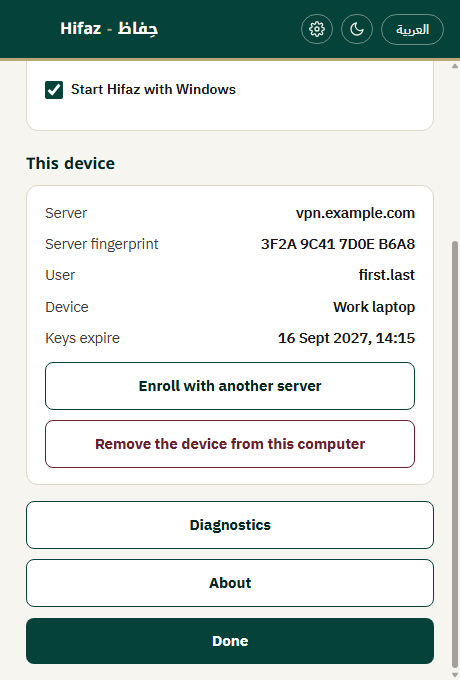 Hifaz - حِفاظ
العربية
Start Hifaz with Windows
This device
Server vpn.example.com
Server fingerprint 3F2A 9C41 7D0E B6A8
User first.last
Device Work laptop
Keys expire 16 Sept 2027, 14:15
Enroll with another server
Remove the device from this computer
Diagnostics
About
Done